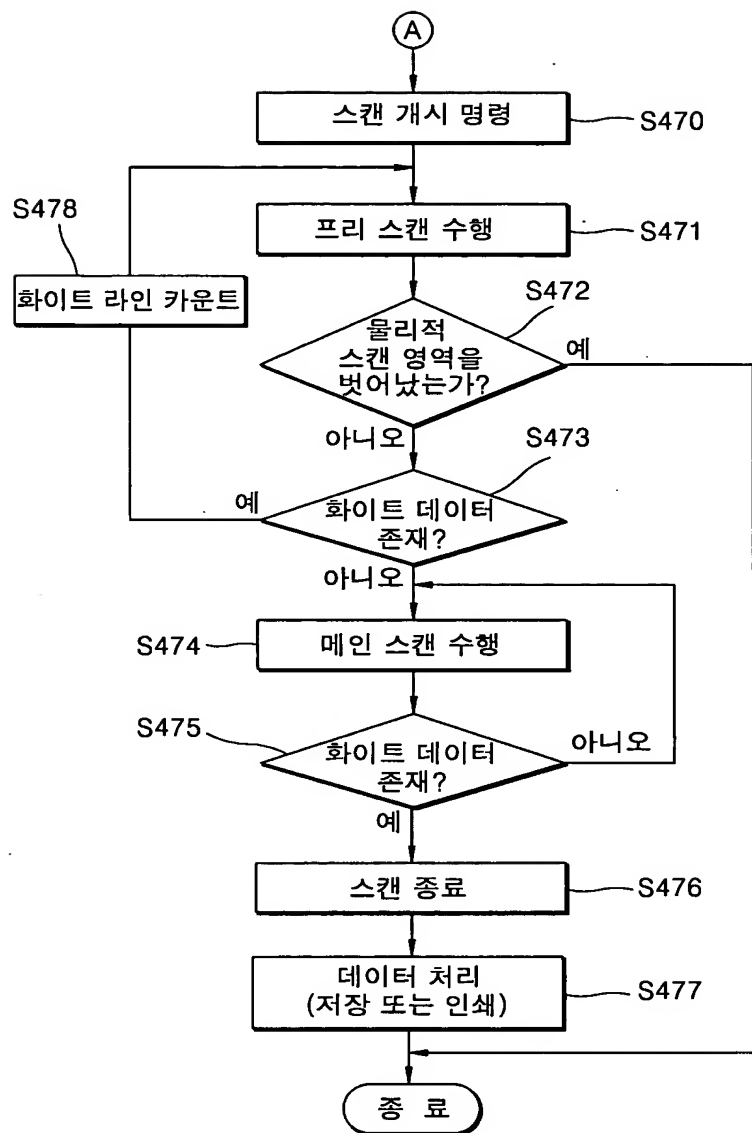 A
스캔 개시 명령
S470
S478
프리 스캔 수행
S471
화이트 라인 카운트
S472
물리적
스캔 영역을
벗어났는가?
예
아니오
S473
예
화이트 데이터
존재?
아니오
S474
메인 스캔 수행
S475
화이트 데이터
존재?
아니오
예
스캔 종료
S476
데이터 처리
(저장 또는 인쇄)
S477
종 료